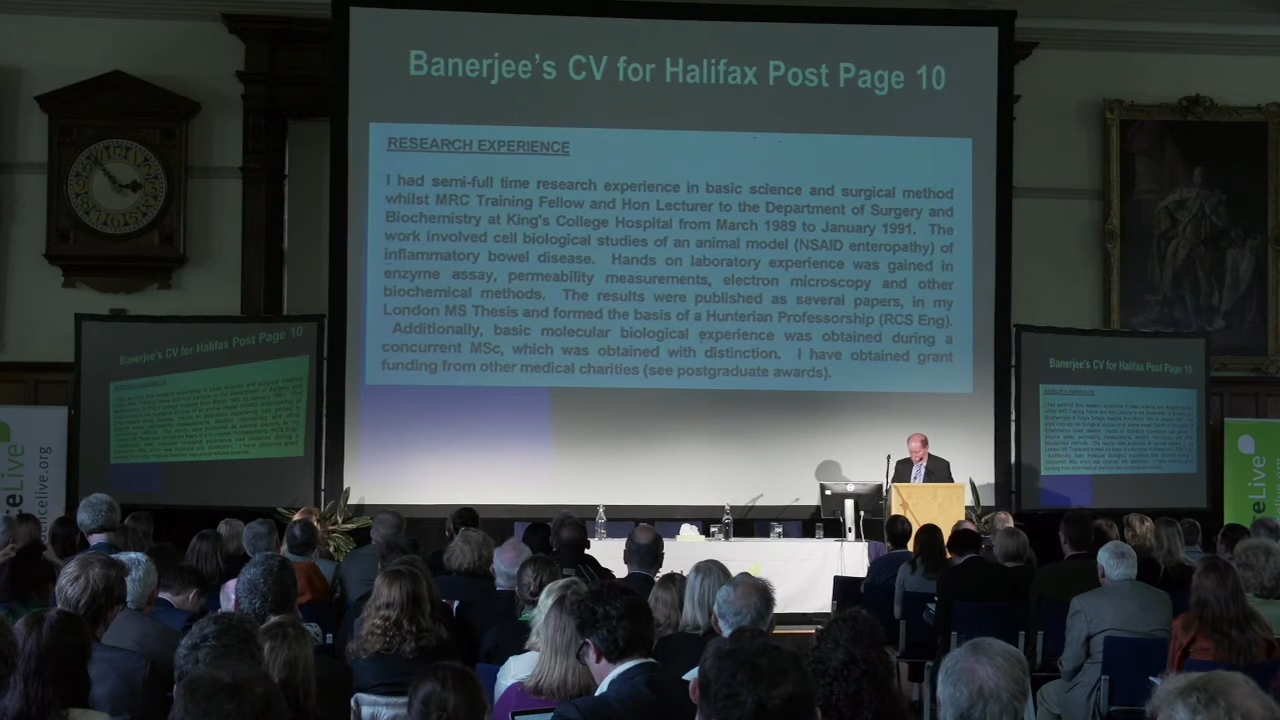 Banerjee's CV for Halifax Post Page 10
RESEARCH EXPERIENCE
I had semi-full time research experience in basic science and surgical method
whilst MRC Training Fellow and Hon Lecturer to the Department of Surgery and
Biochemistry at King's College Hospital from March 1989 to January 1991. The
work involved cell biological studies of an animal model (NSAID enteropathy) of
inflammatory bowel disease. Hands on laboratory experience was gained in
enzyme assay, permeability measurements, electron microscopy and other
biochemical methods. The results were published as several papers, in my
London MS Thesis and formed the basis of a Hunterian Professorship (RCS Eng).
Additionally, basic molecular biological experience was obtained during a
concurrent MSc, which was obtained with distinction. I have obtained grant
funding from other medical charities (see postgraduate awards).
Banerjee's CV for Halifax Post Page 10
Banerjee's CV for Halifax Post Page 10
ceLive
encelive.org
eLive